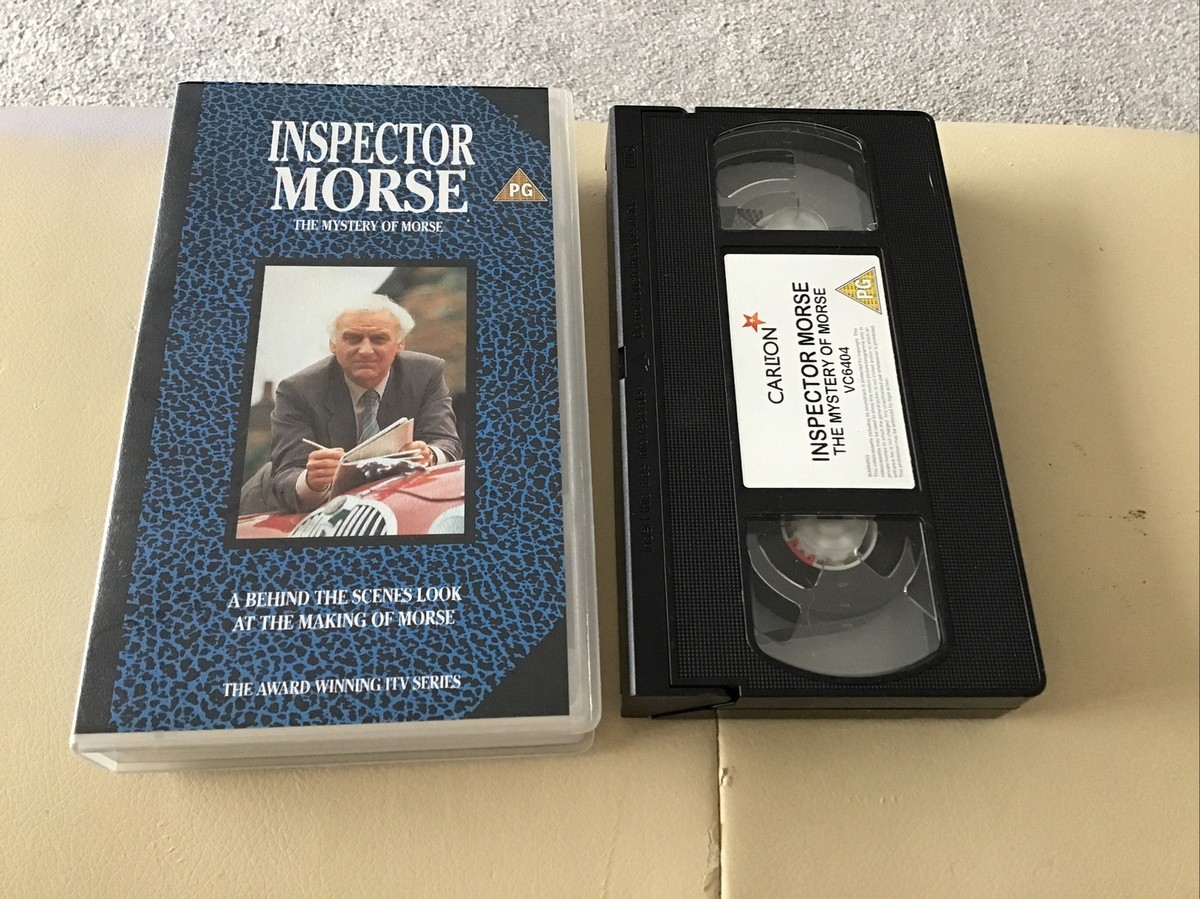 INSPECTOR
MORSE
PG
THE MYSTERY OF MORSE
A BEHIND THE SCENES LOOK
AT THE MAKING OF MORSE
THE AWARD WINNING ITV SERIES
CARLTON
INSPECTOR MORSE
THE MYSTERY OF MORSE
VC6404
PG
WARNING